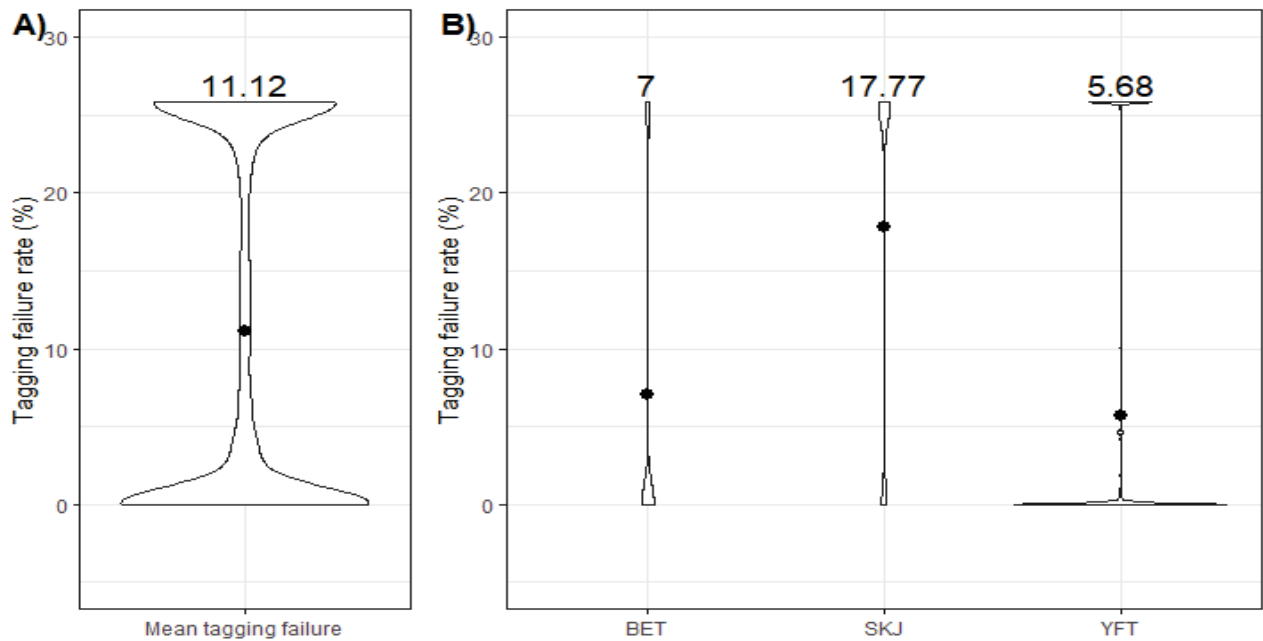 A)
30
20
10
0
Tagging failure rate (%)
11.12
Mean tagging failure
B)
30
20
10
0
Tagging failure rate (%)
7
17.77
5.68
BET
SKJ
YFT